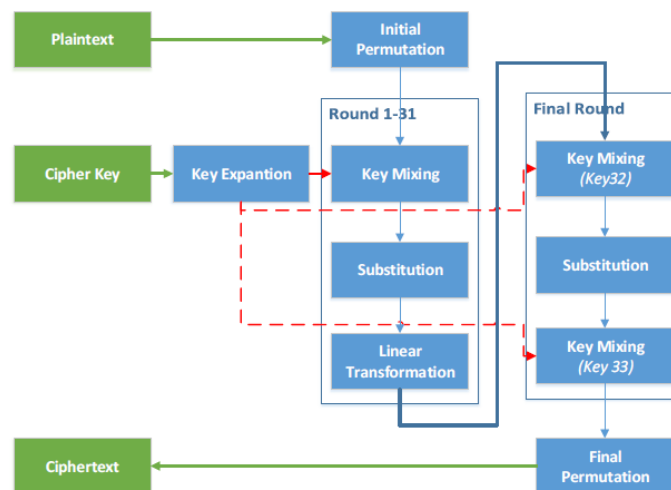 Plaintext
Initial
Permutation
Round 1-31
Final Round
Cipher Key
Key Expantion
Key Mixing
Key Mixing
(Key32)
Substitution
Substitution
Linear
Transformation
Key Mixing
(Key 33)
Ciphertext
Final
Permutation